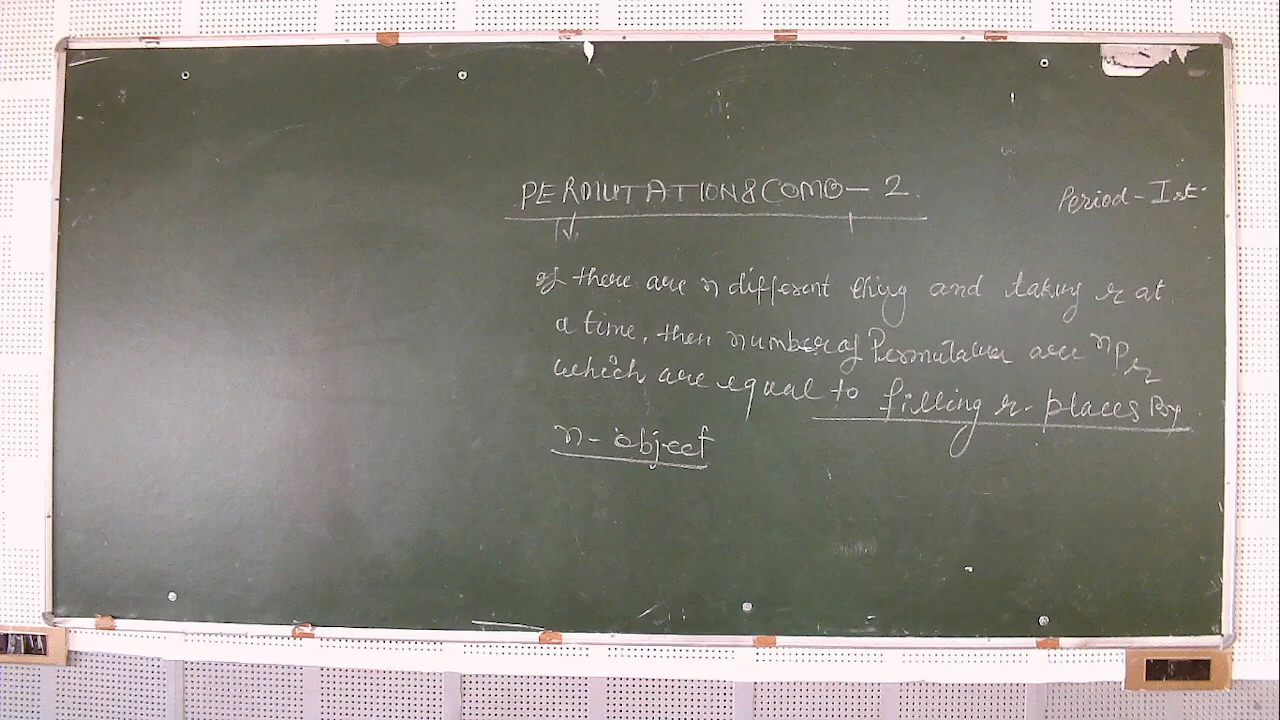 PERMUTATION & COMB - 2.
Period - Ist
If there are n different thing and taking r at
a time, then number of Permutation are nPr
which are equal to filling r- places By
n- object